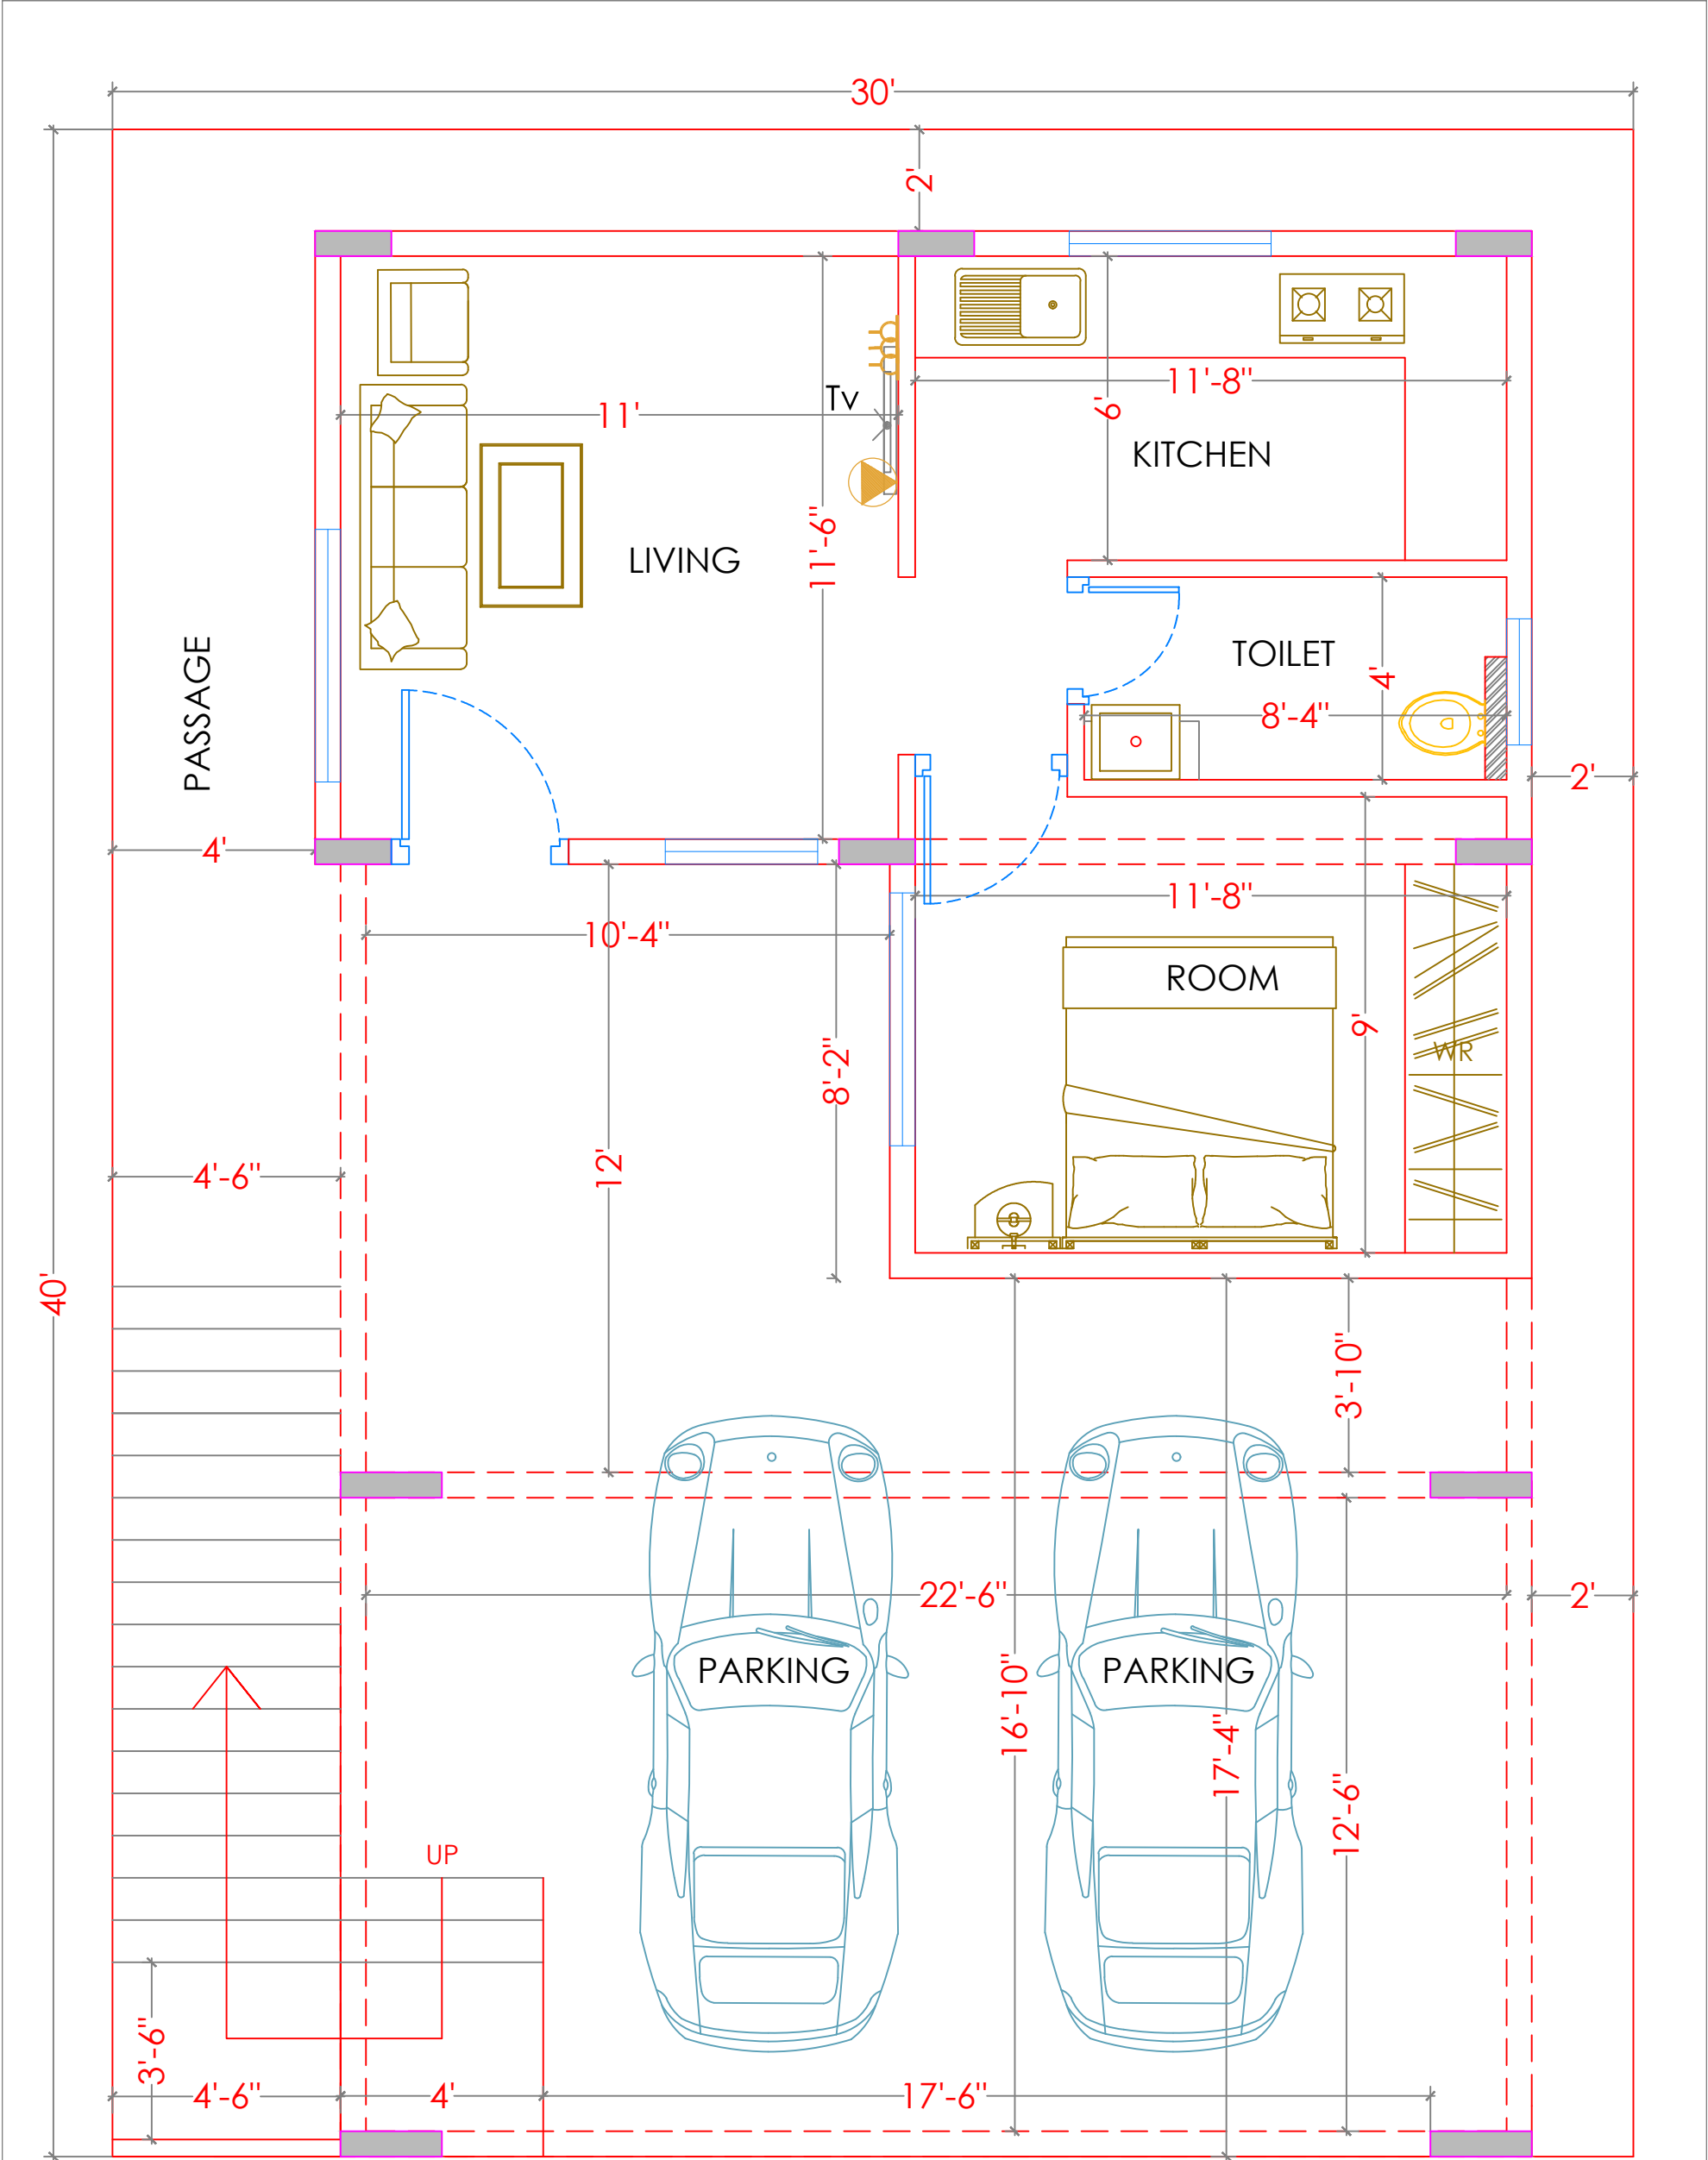 30'
2'
11'-8"
Tv
11'
6'
KITCHEN
11'-6"
LIVING
PASSAGE
TOILET
4'
8'-4"
2'
4'
11'-8"
10'-4"
ROOM
9'
WR
8'-2"
12'
4'-6"
40'
3'-10"
22'-6"
2'
PARKING
PARKING
16'-10"
17'-4"
12'-6"
UP
3'-6"
4'-6"
4'
17'-6"